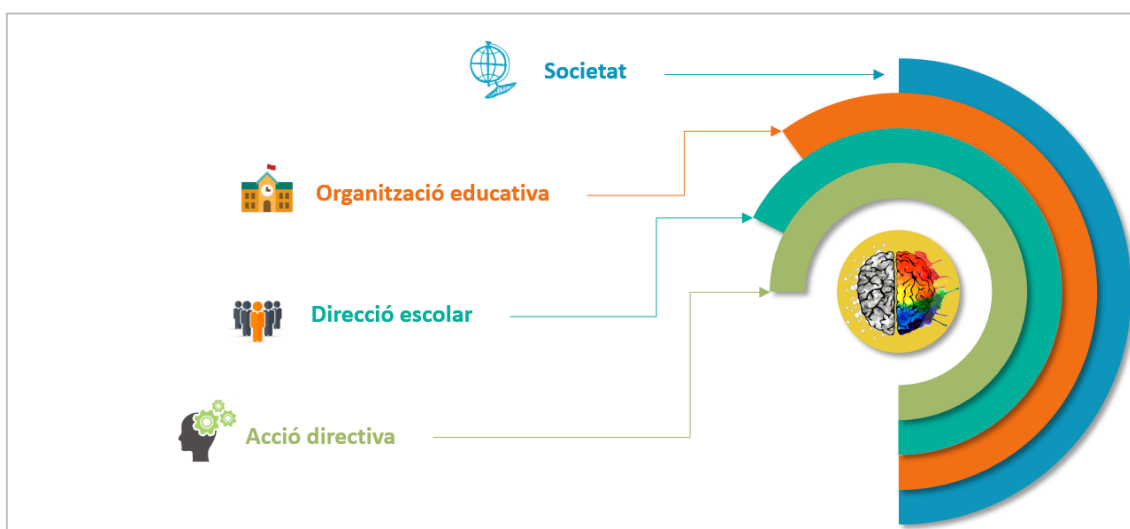 Societat
Organització educativa
Direcció escolar
Acció directiva